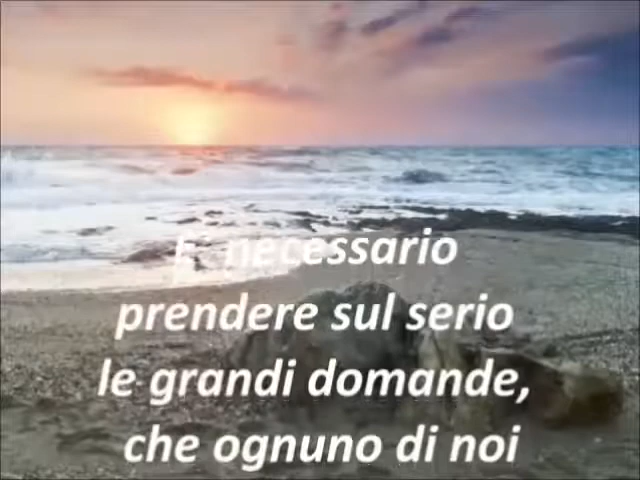 E' necessario
prendere sul serio
le grandi domande,
che ognuno di noi